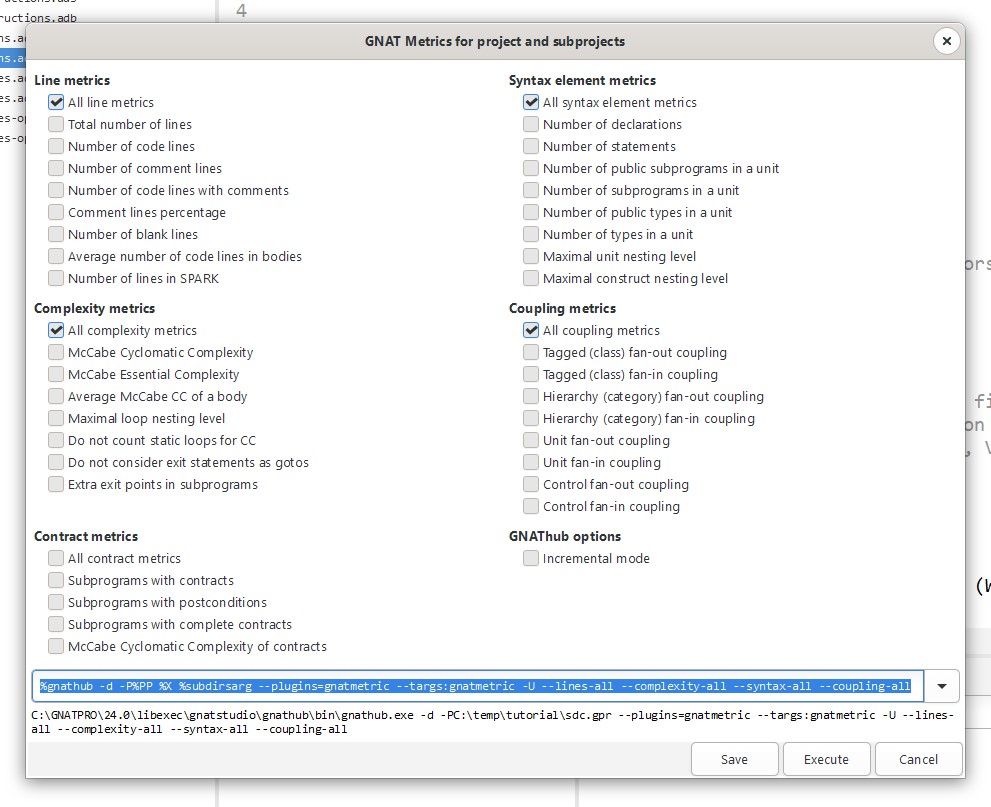 ructions.adb
4
GNAT Metrics for project and subprojects
Line metrics
All line metrics
Total number of lines
Number of code lines
Number of comment lines
Number of code lines with comments
Comment lines percentage
Number of blank lines
Average number of code lines in bodies
Number of lines in SPARK
Syntax element metrics
All syntax element metrics
Number of declarations
Number of statements
Number of public subprograms in a unit
Number of subprograms in a unit
Number of public types in a unit
Number of types in a unit
Maximal unit nesting level
Maximal construct nesting level
Complexity metrics
All complexity metrics
McCabe Cyclomatic Complexity
McCabe Essential Complexity
Average McCabe CC of a body
Maximal loop nesting level
Do not count static loops for CC
Do not consider exit statements as gotos
Extra exit points in subprograms
Coupling metrics
All coupling metrics
Tagged (class) fan-out coupling
Tagged (class) fan-in coupling
Hierarchy (category) fan-out coupling
Hierarchy (category) fan-in coupling
Unit fan-out coupling
Unit fan-in coupling
Control fan-out coupling
Control fan-in coupling
Contract metrics
All contract metrics
Subprograms with contracts
Subprograms with postconditions
Subprograms with complete contracts
McCabe Cyclomatic Complexity of contracts
GNAThub options
Incremental mode
%gnathub -d -P%PP %X %subdirsarg --plugins=gnatmetric --targs:gnatmetric -U --lines-all --complexity-all --syntax-all --coupling-all
C:\GNATPRO\24.0\libexec\gnatstudio\gnathub\bin\gnathub.exe -d -PC:\temp\tutorial\sdc.gpr --plugins=gnatmetric --targs:gnatmetric -U --lines-
all --complexity-all --syntax-all --coupling-all
Save
Execute
Cancel